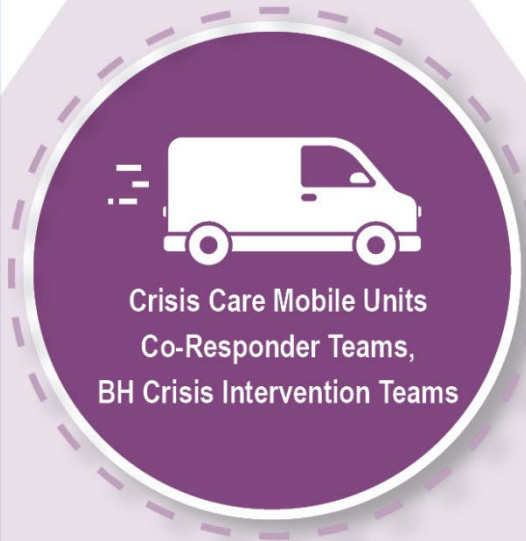 Crisis Care Mobile Units
Co-Responder Teams,
BH Crisis Intervention Teams